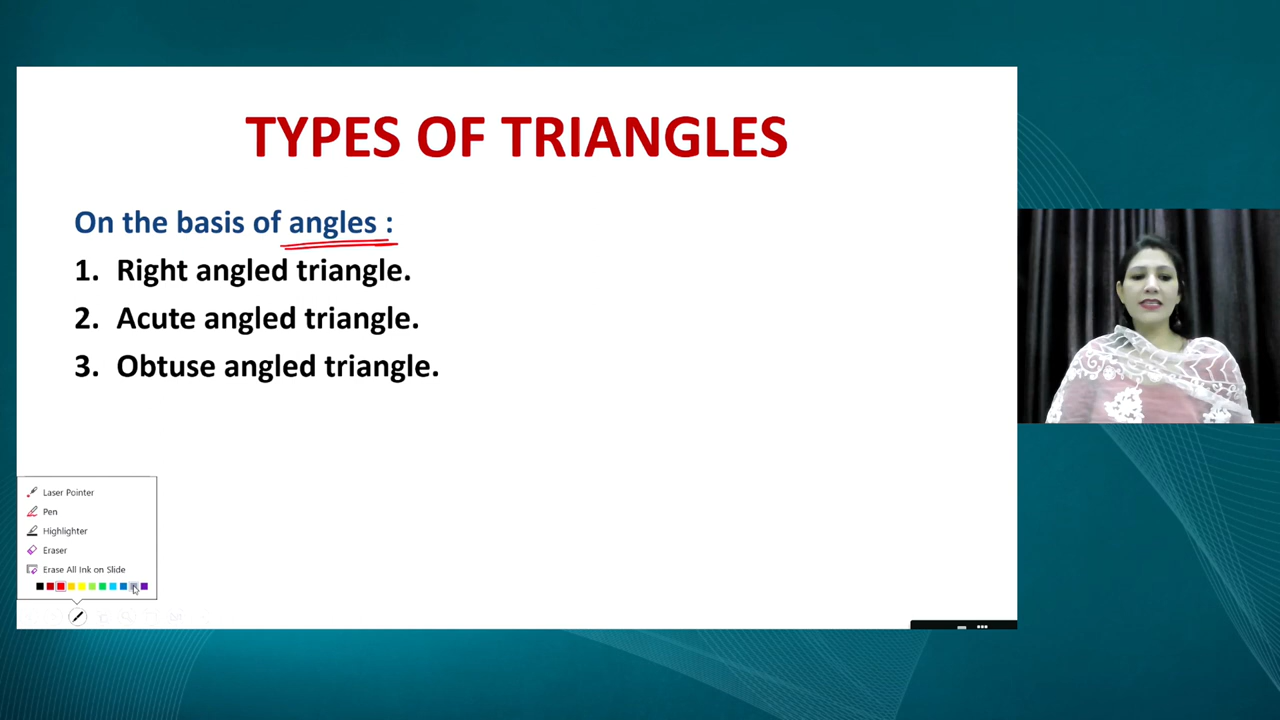 TYPES OF TRIANGLES
On the basis of angles :
1. Right angled triangle.
2. Acute angled triangle.
3. Obtuse angled triangle.
Laser Pointer
Pen
Highlighter
Eraser
Erase All Ink on Slide